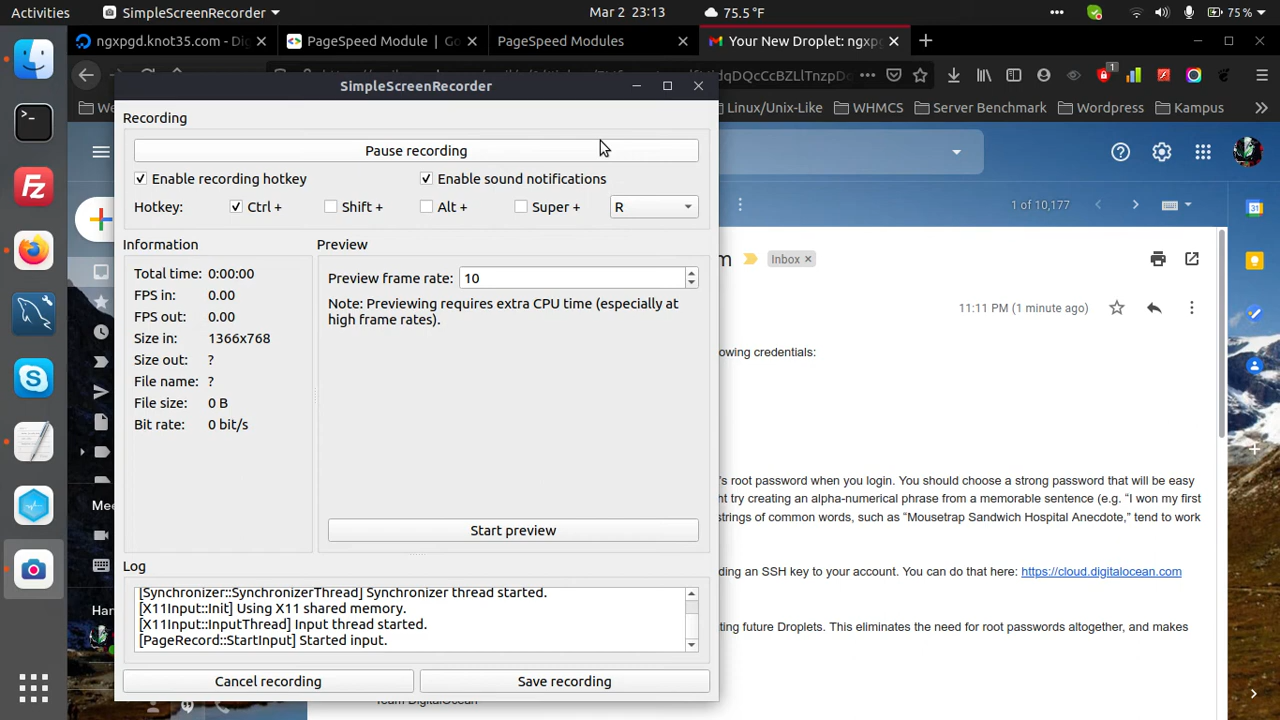 Activities
SimpleScreenRecorder
Mar 2 23:13
75.5 °F
75 %
ngxpgd.knot35.com - Di
PageSpeed Module | Go
PageSpeed Modules
Your New Droplet: ngxp
SimpleScreenRecorder
Linux/Unix-Like
WHMCS
Server Benchmark
Wordpress
Kampus
Recording
Pause recording
Enable recording hotkey
Enable sound notifications
Hotkey:
Ctrl +
Shift +
Alt +
Super +
R
1 of 10,177
Information
Total time: 0:00:00
FPS in: 0.00
FPS out: 0.00
Size in: 1366x768
Size out: ?
File name: ?
File size: 0 B
Bit rate: 0 bit/s
Preview
Preview frame rate: 10
Note: Previewing requires extra CPU time (especially at
high frame rates).
Start preview
Log
[Synchronizer::SynchronizerThread] Synchronizer thread started.
[X11Input::Init] Using X11 shared memory.
[X11Input::InputThread] Input thread started.
[PageRecord::StartInput] Started input.
Cancel recording
Save recording
m
Inbox
11:11 PM (1 minute ago)
owing credentials:
's root password when you login. You should choose a strong password that will be easy
ht try creating an alpha-numerical phrase from a memorable sentence (e.g. “I won my first
strings of common words, such as “Mousetrap Sandwich Hospital Anecdote,” tend to work
ding an SSH key to your account. You can do that here: https://cloud.digitalocean.com
ting future Droplets. This eliminates the need for root passwords altogether, and makes
Team DigitalOcean
Mee
Han